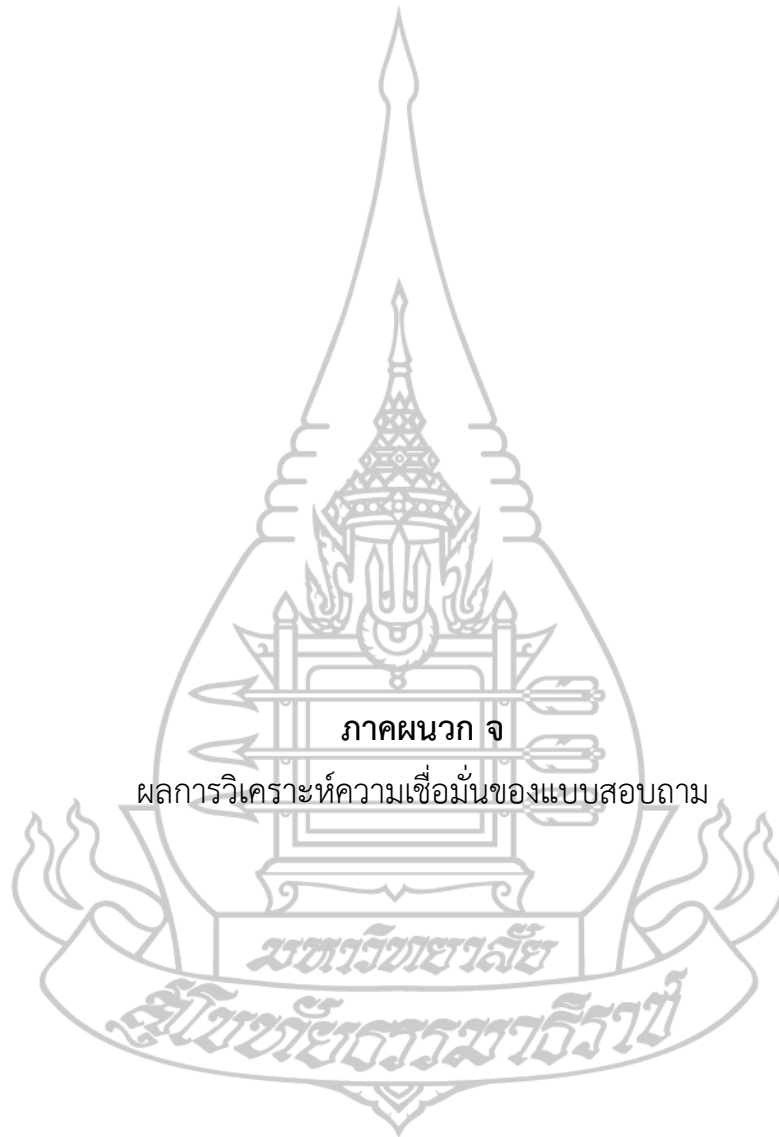 ภาคผนวก จ
ผลการวิเคราะห์ความเชื่อมั่นของแบบสอบถาม
มหาวิทยาลัย
สุโขทัยธรรมาธิราช